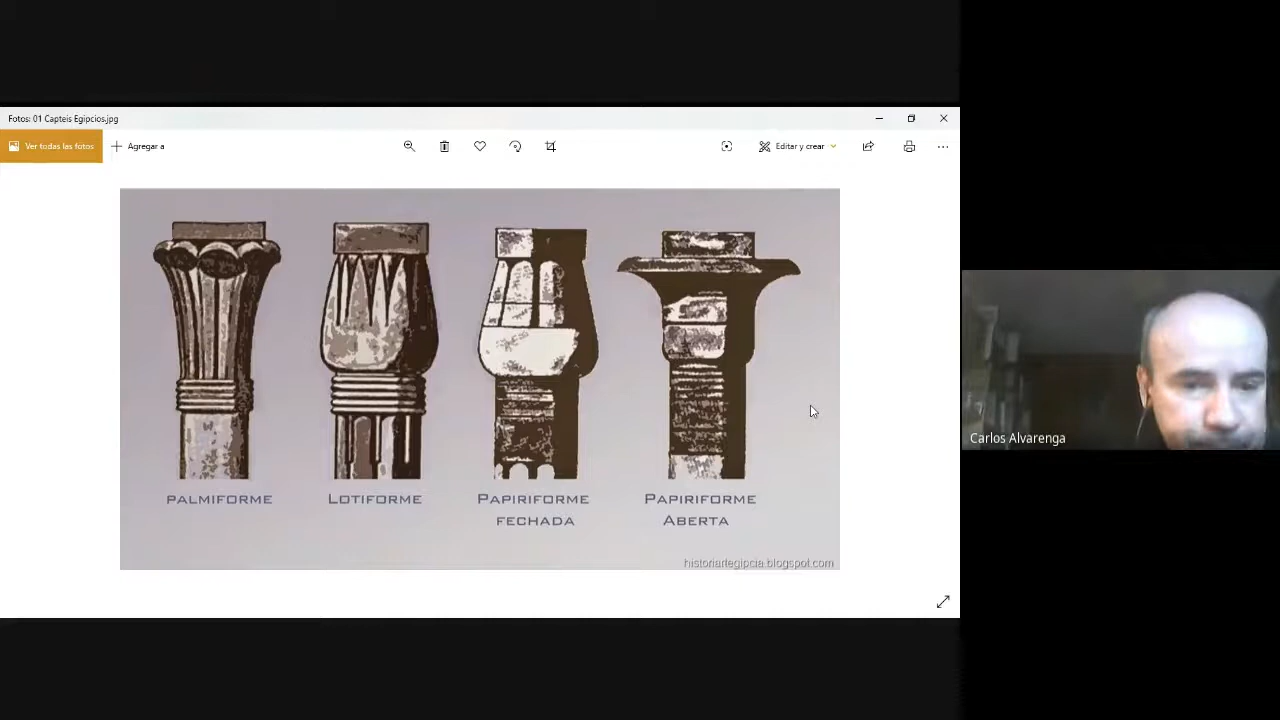 Fotos: 01 Capteis Egipcios.jpg
Ver todas las fotos
Agregar a
Editar y crear
PALMIFORME
LOTIFORME
PAPIRIFORME
FECHADA
PAPIRIFORME
ABERTA
historiartegipcia.blogspot.com
Carlos Alvarenga